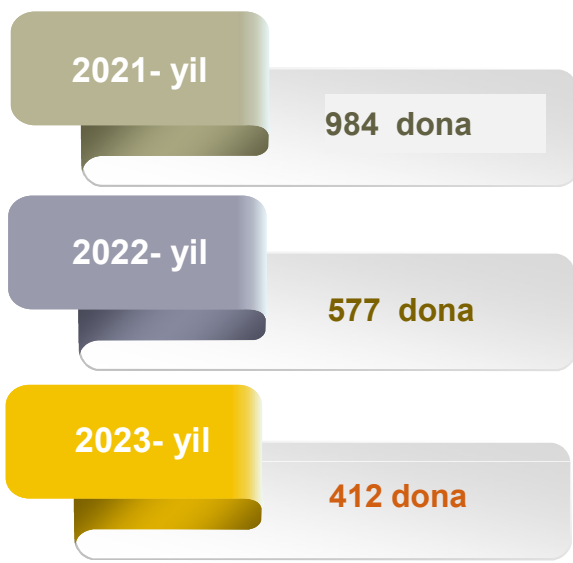 2021- yil
984 dona
2022- yil
577 dona
2023- yil
412 dona